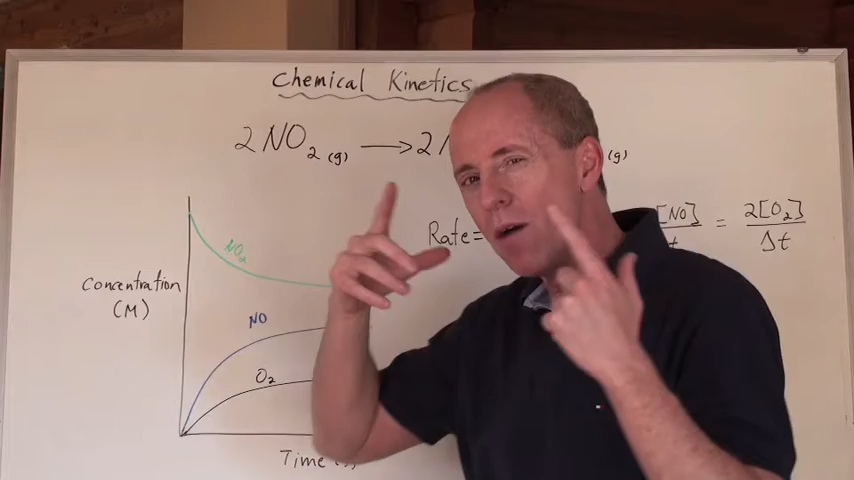 Chemical Kinetics
2 NO₂ (g) → 2 (g)
Rate = [NO] = 2[O₂]
t Δt
NO₂
Concentration
(M)
NO
O₂
Time